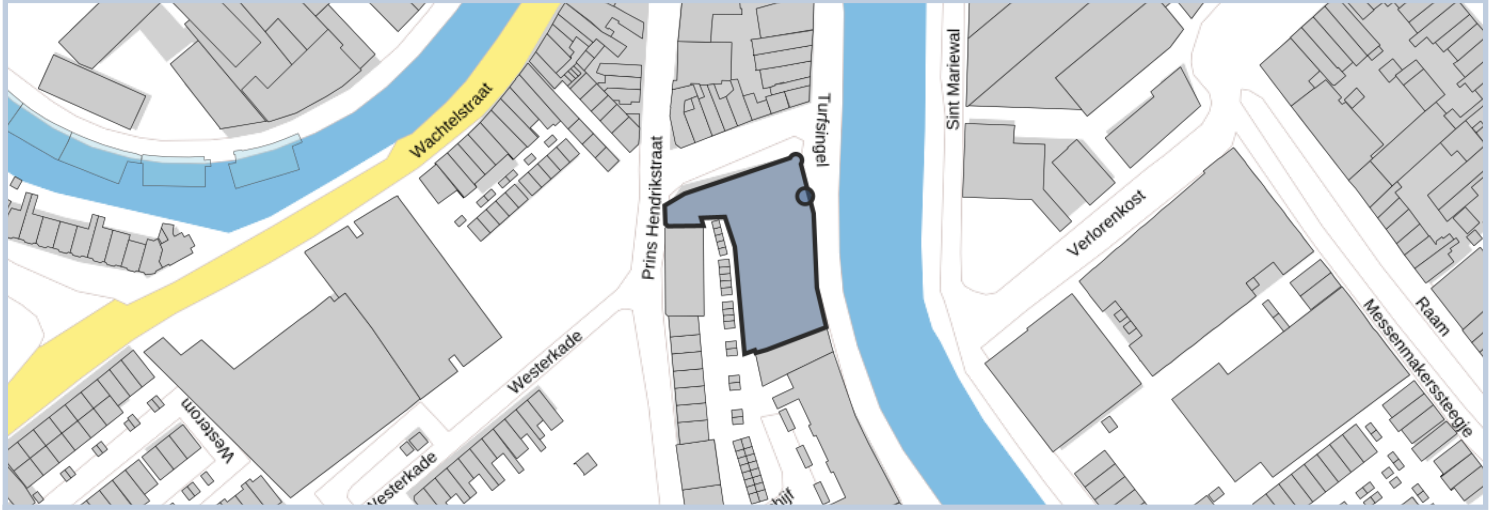 Wachtelstraat
Turfsingel
Sint Mariewal
Prins Hendrikstraat
Verlorenkost
Westerkade
Raam
Messenmakerssteegje
Westerom
Westerkade